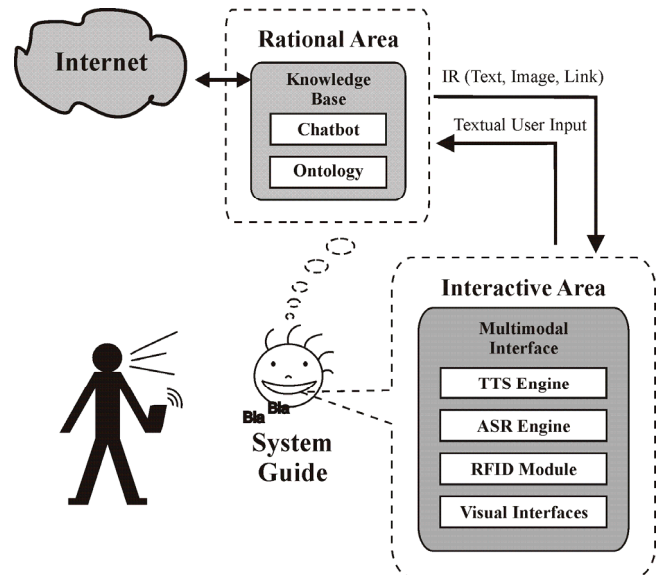 Internet
Rational Area
Knowledge
Base
Chatbot
Ontology
IR (Text, Image, Link)
Textual User Input
Interactive Area
Multimodal
Interface
TTS Engine
ASR Engine
RFID Module
Visual Interfaces
Bla Bla
System
Guide